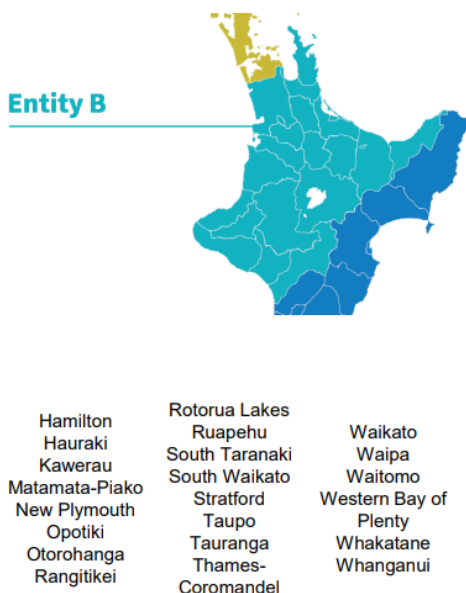 Entity B
Hamilton
Hauraki
Kawerau
Matamata-Piako
New Plymouth
Opotiki
Otorohanga
Rangitikei
Rotorua Lakes
Ruapehu
South Taranaki
South Waikato
Stratford
Taupo
Tauranga
Thames-
Coromandel
Waikato
Waipa
Waitomo
Western Bay of
Plenty
Whakatane
Whanganui